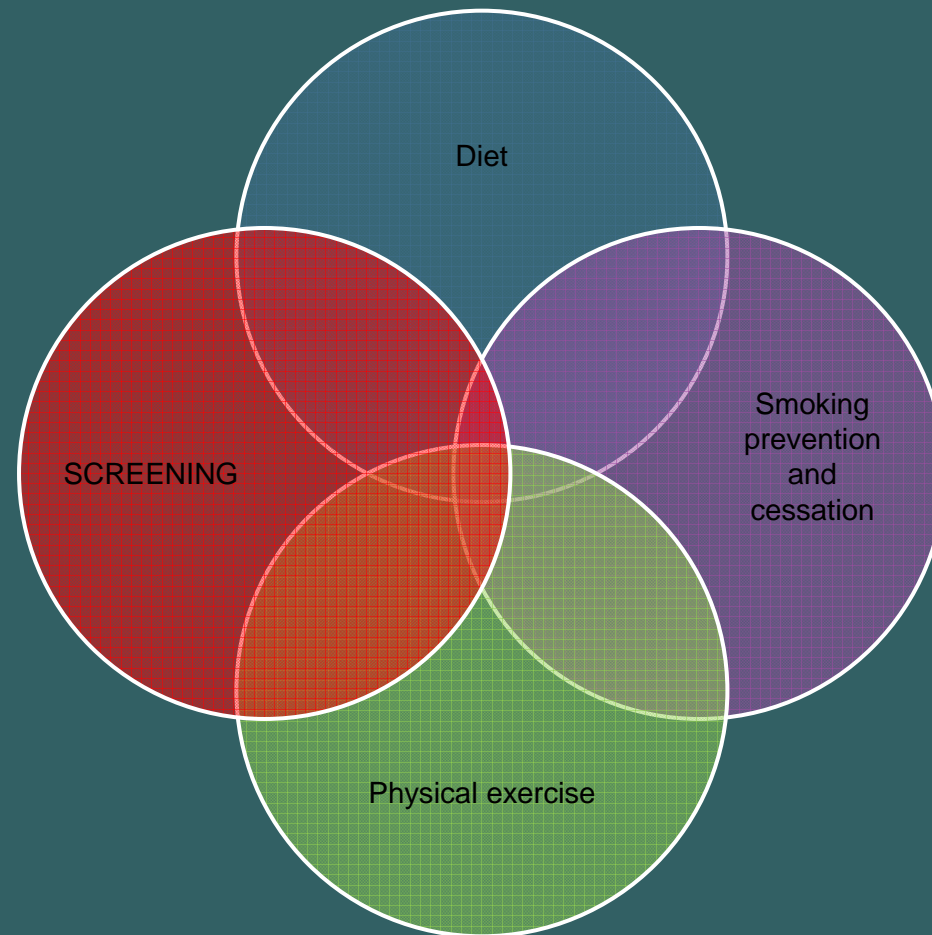 Diet
SCREENING
Smoking
prevention
and
cessation
Physical exercise